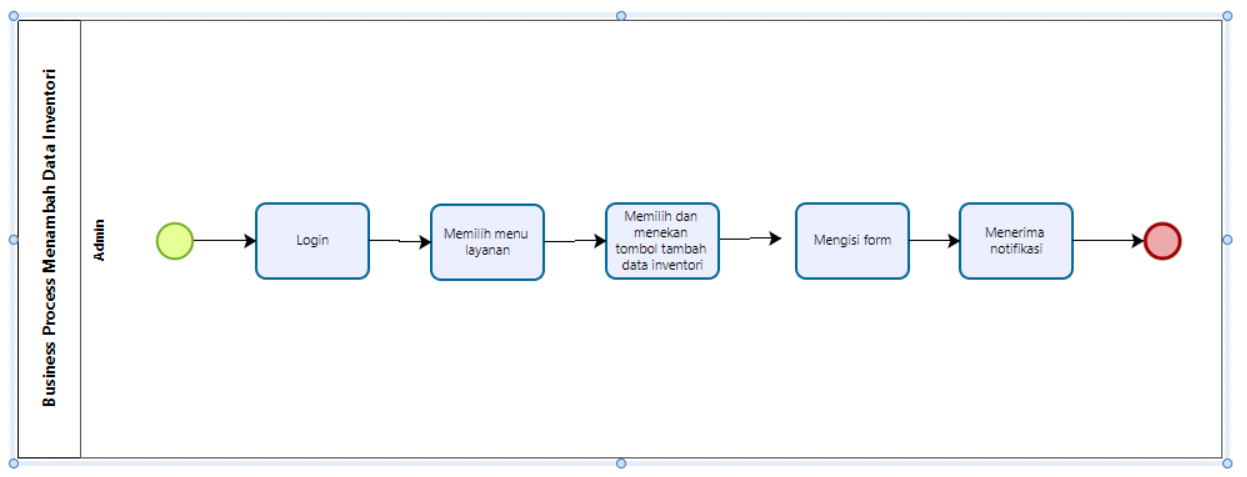 Business Process Menambah Data Inventori
Admin
Login
Memilih menu
layanan
Memilih dan
menekan
tombol tambah
data inventori
Mengisi form
Menerima
notifikasi